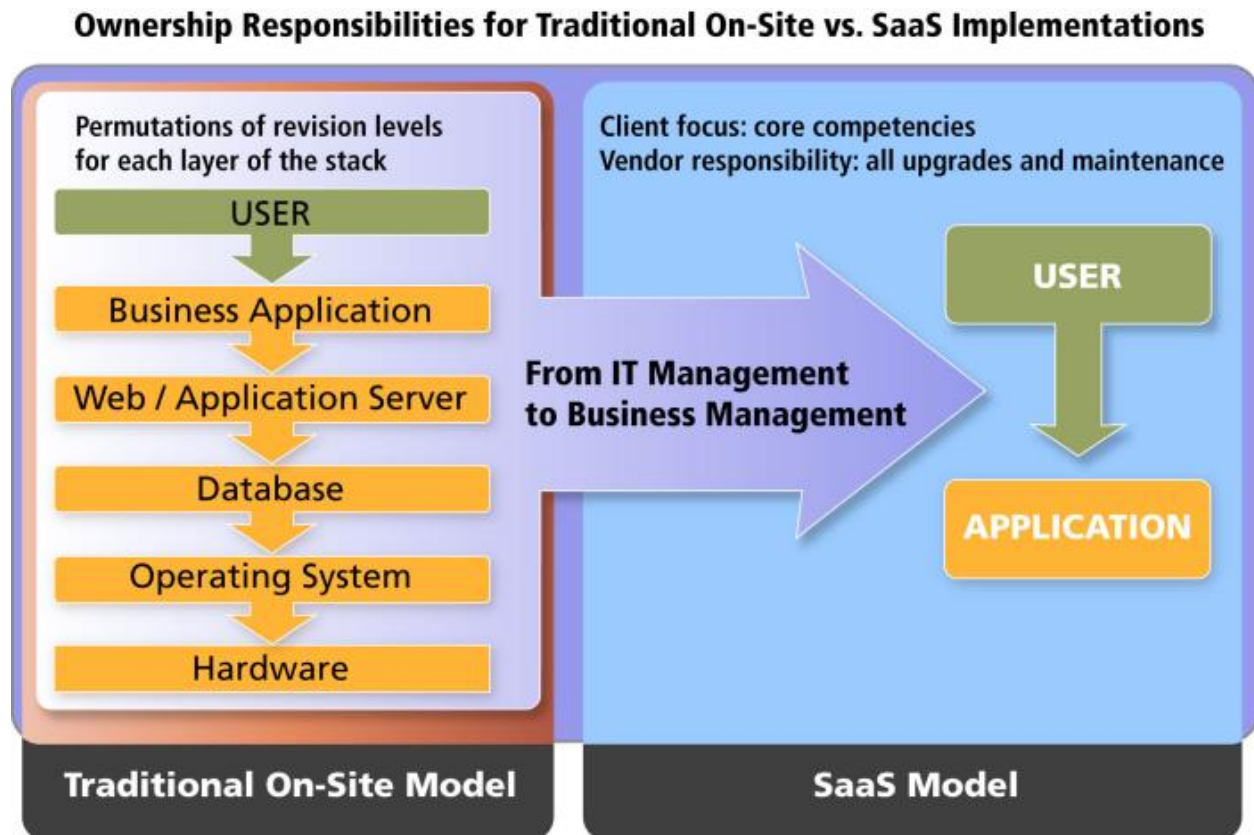 Ownership Responsibilities for Traditional On-Site vs. SaaS Implementations
Permutations of revision levels
for each layer of the stack
USER
Business Application
Web / Application Server
Database
Operating System
Hardware
Traditional On-Site Model
From IT Management
to Business Management
Client focus: core competencies
Vendor responsibility: all upgrades and maintenance
USER
APPLICATION
SaaS Model